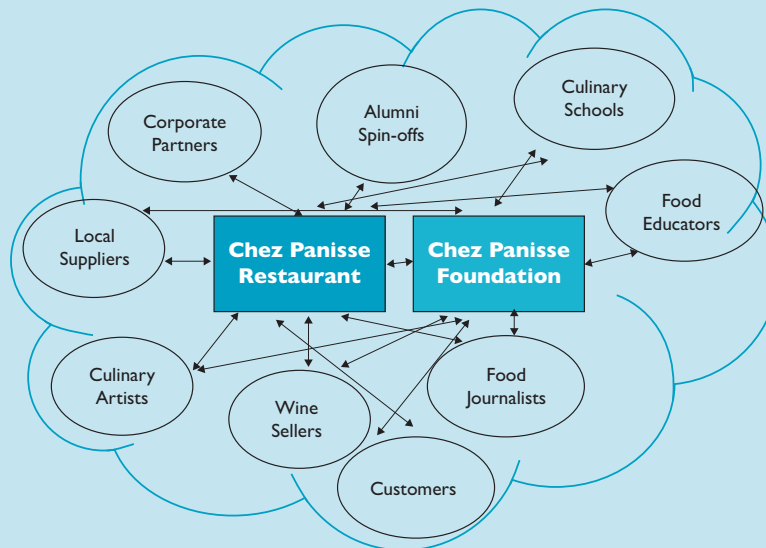 Culinary
Schools
Alumni
Spin-offs
Corporate
Partners
Food
Educators
Local
Suppliers
Chez Panisse
Restaurant
Chez Panisse
Foundation
Culinary
Artists
Wine
Sellers
Food
Journalists
Customers